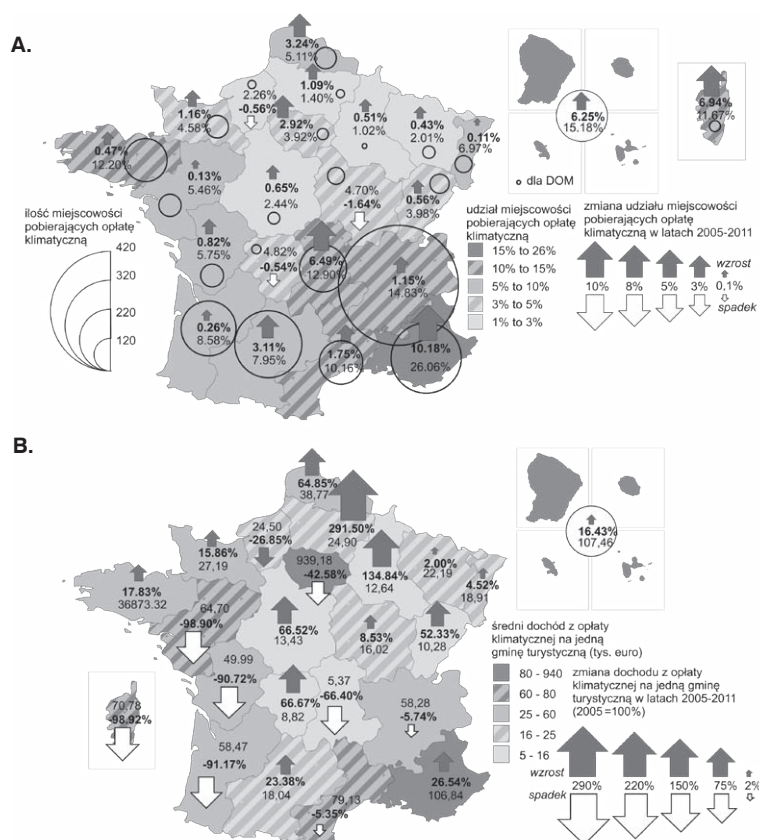 A.
3.24%
5.11%
1.09%
1.40%
2.26%
-0.56%
1.16%
4.58%
2.92%
3.92%
0.51%
1.02%
0.43%
2.01%
0.11%
6.97%
0.47%
12.20%
0.13%
5.46%
0.65%
2.44%
4.70%
-1.64%
0.56%
3.98%
0.82%
5.75%
4.82%
-0.54%
6.49%
12.90%
1.15%
14.83%
0.26%
8.58%
3.11%
7.95%
1.75%
10.16%
10.18%
26.06%
6.25%
15.18%
dla DOM
6.94%
11.67%
ilość miejscowości
pobierających opłatę
klimatyczną
420
320
220
120
udział miejscowości
pobierających opłatę
klimatyczną
15% to 26%
10% to 15%
5% to 10%
3% to 5%
1% to 3%
zmiana udziału miejscowości
pobierających opłatę
klimatyczną w latach 2005-2011
wzrost
10% 8% 5% 3% 0.1%
spadek
B.
64.85%
38,77
291.50%
24,90
24,50
-26.85%
15.86%
27,19
939,18
-42.58%
134.84%
12,64
2.00%
22,19
4.52%
18,91
17.83%
36873.32
64,70
-98.90%
66.52%
13,43
8.53%
16,02
52.33%
10,28
49.99
-90.72%
66.67%
8,82
5,37
-66.40%
58,28
-5.74%
70,78
-98.92%
58,47
-91.17%
23.38%
18,04
79,13
-5.35%
26.54%
106,84
16.43%
107,46
średni dochód z opłaty
klimatycznej na jedną
gminę turystyczną (tys. euro)
80 - 940
60 - 80
25 - 60
16 - 25
5 - 16
zmiana dochodu z opłaty
klimatycznej na jedną gminę
turystyczną w latach 2005-2011
(2005=100%)
wzrost
290% 220% 150% 75% 2%
spadek